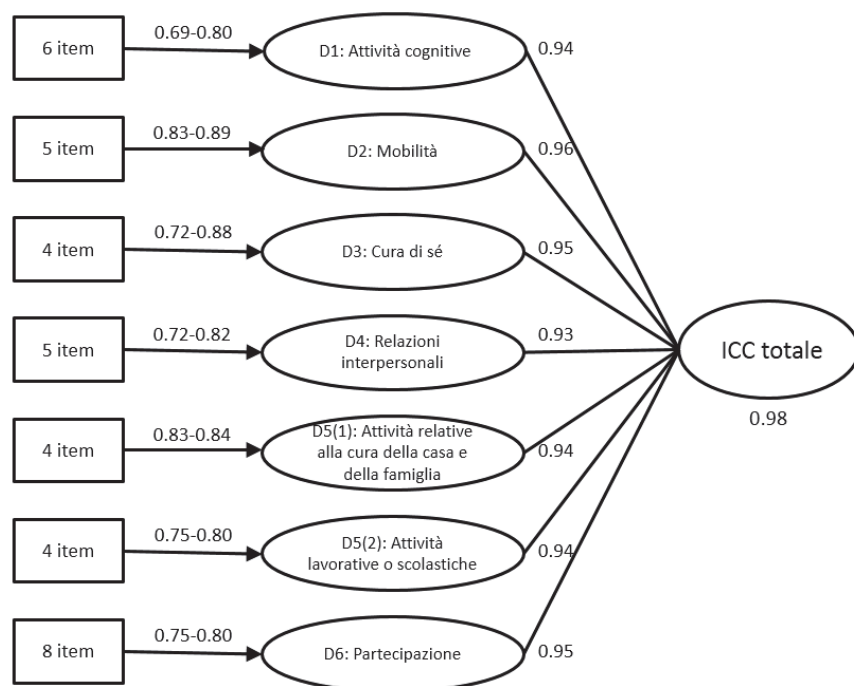 6 item
0.69-0.80
D1: Attività cognitive
0.94
5 item
0.83-0.89
D2: Mobilità
0.96
4 item
0.72-0.88
D3: Cura di sé
0.95
5 item
0.72-0.82
D4: Relazioni
interpersonali
0.93
ICC totale
0.98
4 item
0.83-0.84
D5(1): Attività relative
alla cura della casa e
della famiglia
0.94
4 item
0.75-0.80
D5(2): Attività
lavorative o scolastiche
0.94
8 item
0.75-0.80
D6: Partecipazione
0.95